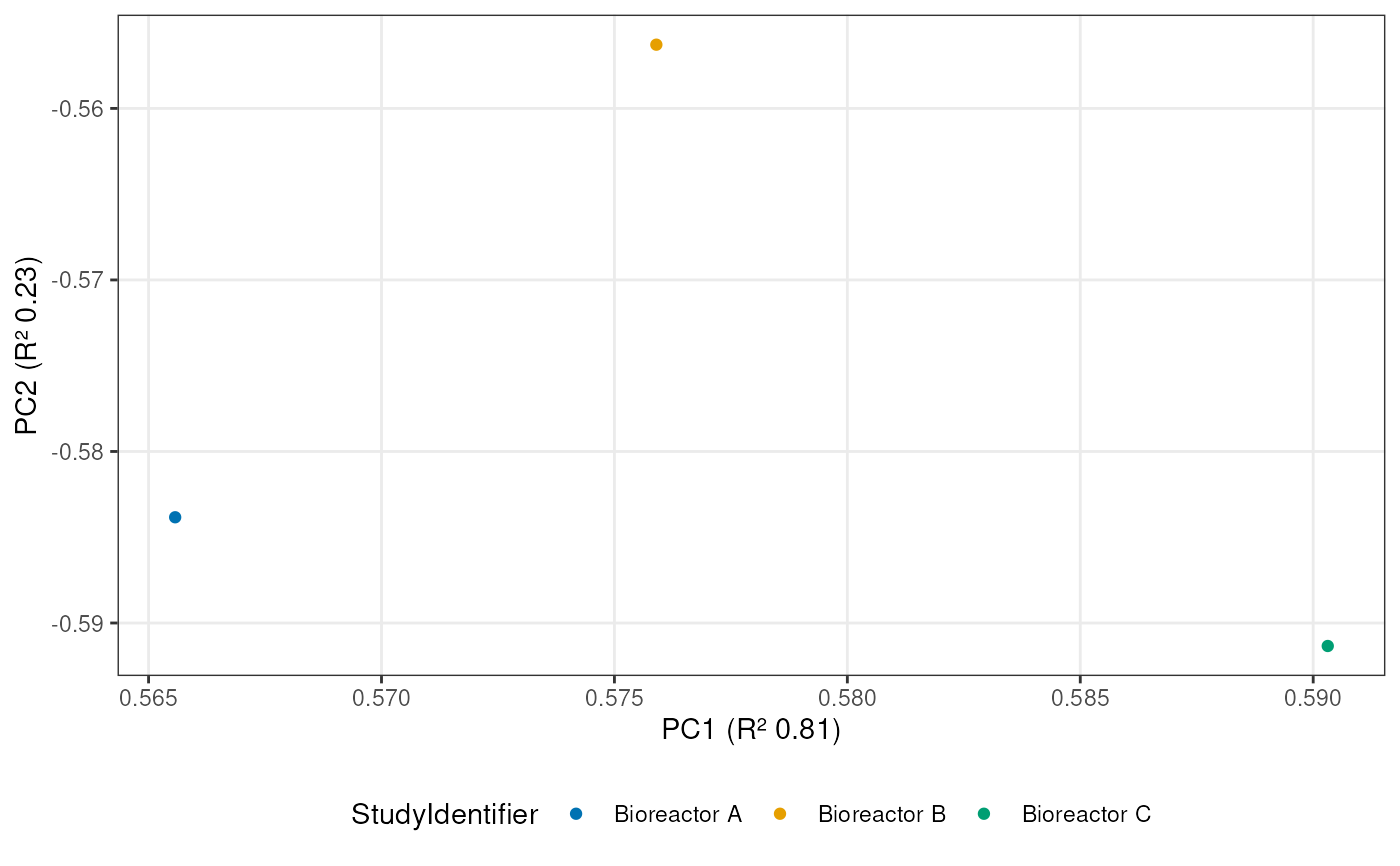 -0.56
-0.57
-0.58
-0.59
PC2 (R² 0.23)
0.565 0.570 0.575 0.580 0.585 0.590
PC1 (R² 0.81)
StudyIdentifier Bioreactor A Bioreactor B Bioreactor C